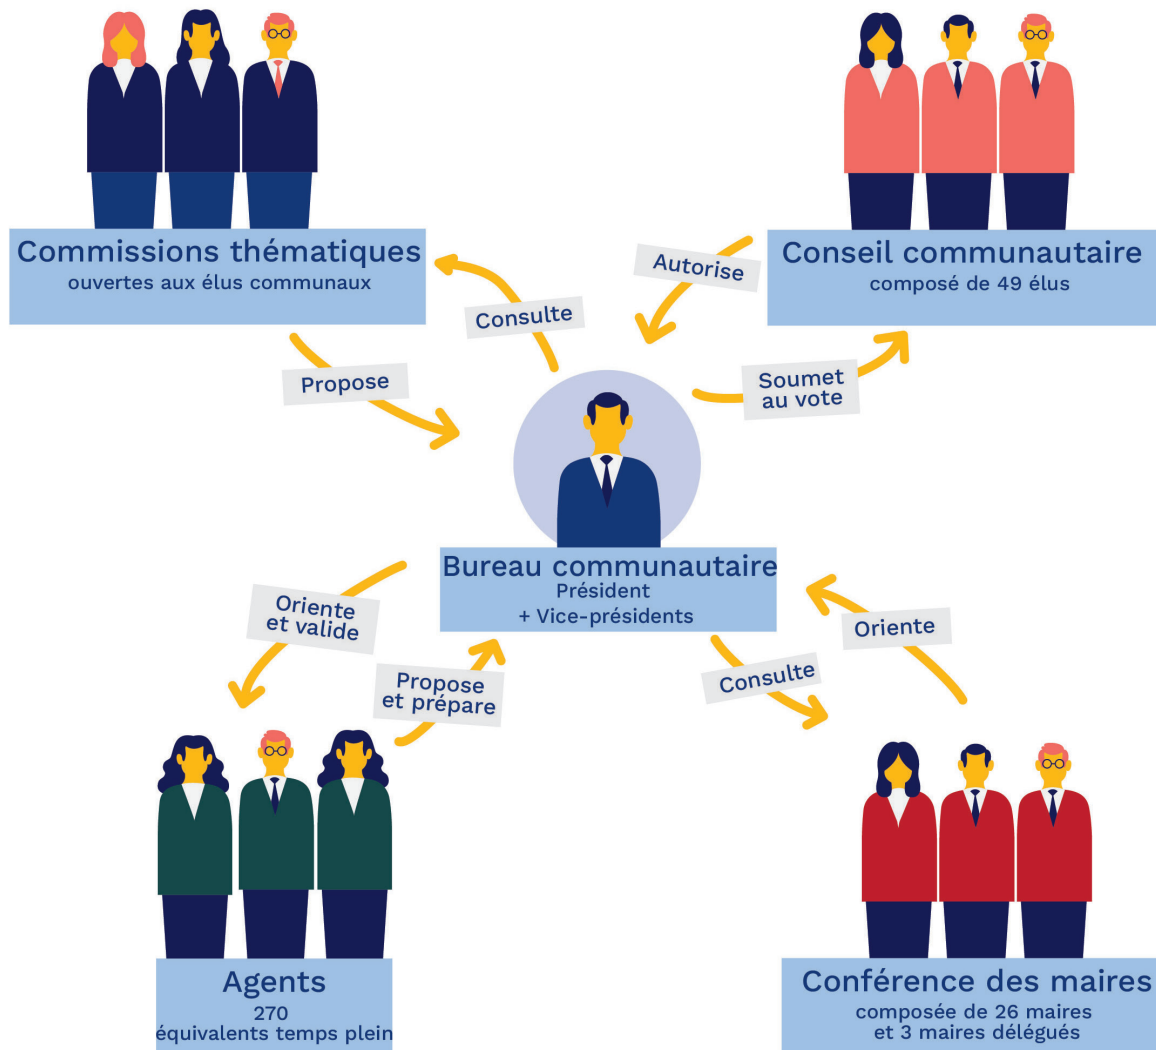 Commissions thématiques
ouvertes aux élus communaux
Conseil communautaire
composé de 49 élus
Autorise
Consulte
Propose
Soumet
au vote
Bureau communautaire
Président
+ Vice-présidents
Oriente
et valide
Propose
et prépare
Consulte
Oriente
Agents
270
équivalents temps plein
Conférence des maires
composée de 26 maires
et 3 maires délégués